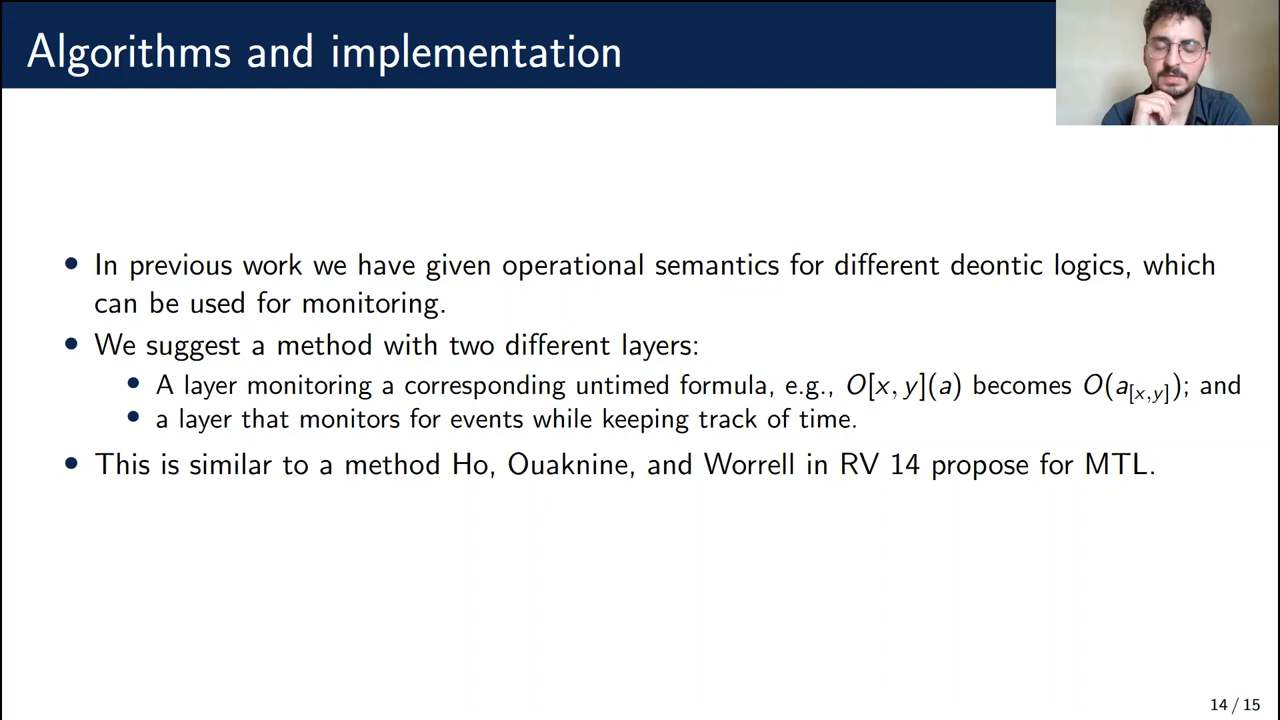 Algorithms and implementation
• In previous work we have given operational semantics for different deontic logics, which
can be used for monitoring.
• We suggest a method with two different layers:
• A layer monitoring a corresponding untimed formula, e.g., O[x, y](a) becomes O(a[x,y]); and
• a layer that monitors for events while keeping track of time.
• This is similar to a method Ho, Ouaknine, and Worrell in RV 14 propose for MTL.
14 / 15